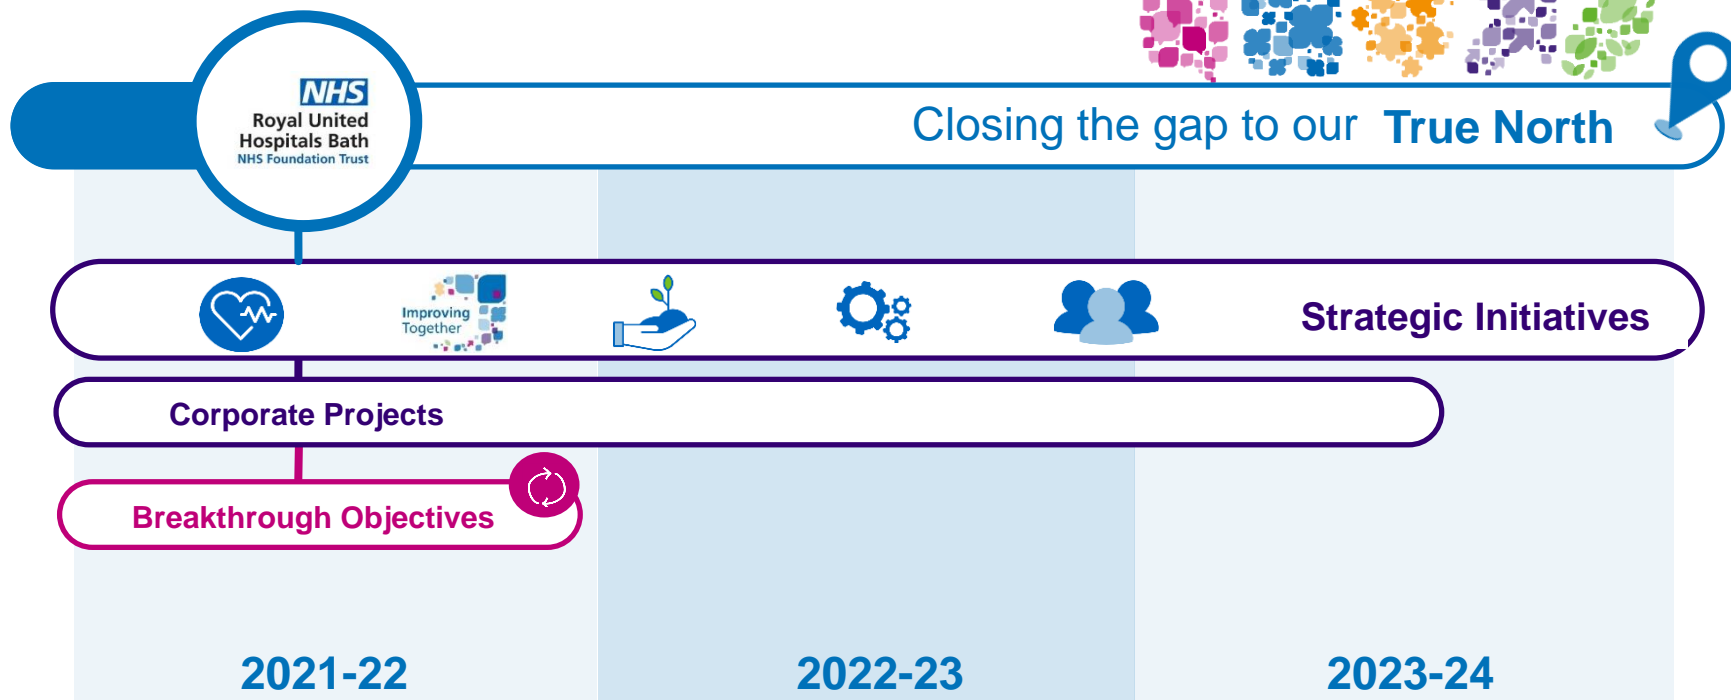 NHS
Royal United
Hospitals Bath
NHS Foundation Trust
Closing the gap to our True North
Improving
Together
Strategic Initiatives
Corporate Projects
Breakthrough Objectives
2021-22
2022-23
2023-24